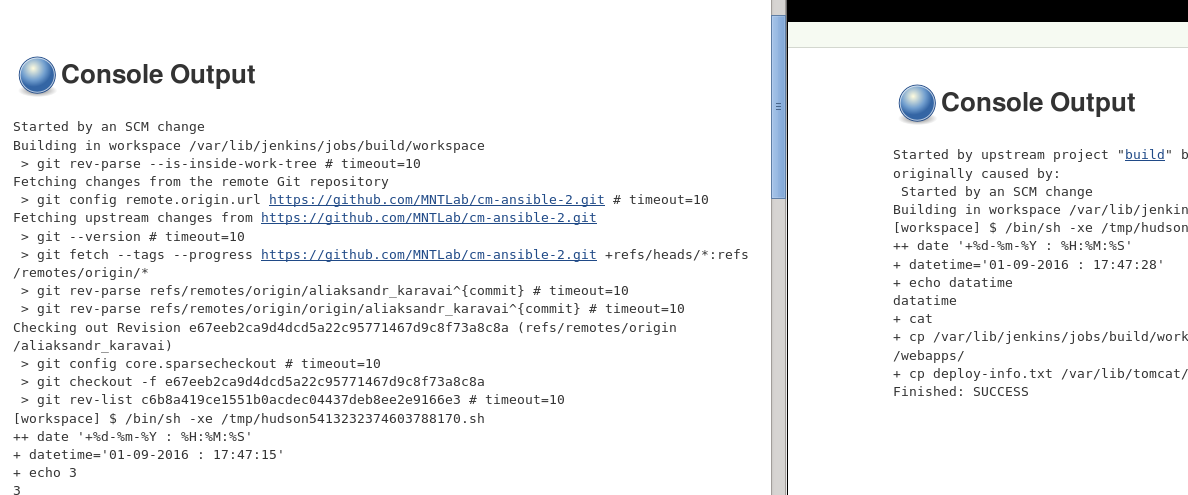 Console Output
Started by an SCM change
Building in workspace /var/lib/jenkins/jobs/build/workspace
 > git rev-parse --is-inside-work-tree # timeout=10
Fetching changes from the remote Git repository
 > git config remote.origin.url https://github.com/MNTLab/cm-ansible-2.git # timeout=10
Fetching upstream changes from https://github.com/MNTLab/cm-ansible-2.git
 > git --version # timeout=10
 > git fetch --tags --progress https://github.com/MNTLab/cm-ansible-2.git +refs/heads/*:refs
/remotes/origin/*
 > git rev-parse refs/remotes/origin/aliaksandr_karavai^{commit} # timeout=10
 > git rev-parse refs/remotes/origin/origin/aliaksandr_karavai^{commit} # timeout=10
Checking out Revision e67eeb2ca9d4dcd5a22c95771467d9c8f73a8c8a (refs/remotes/origin
/aliaksandr_karavai)
 > git config core.sparsecheckout # timeout=10
 > git checkout -f e67eeb2ca9d4dcd5a22c95771467d9c8f73a8c8a
 > git rev-list c6b8a419ce1551b0acdec04437deb8ee2e9166e3 # timeout=10
[workspace] $ /bin/sh -xe /tmp/hudson5413232374603788170.sh
++ date '+%d-%m-%Y : %H:%M:%S'
+ datetime='01-09-2016 : 17:47:15'
+ echo 3
3
Console Output
Started by upstream project "build" b
originally caused by:
 Started by an SCM change
Building in workspace /var/lib/jenkin
[workspace] $ /bin/sh -xe /tmp/hudson
++ date '+%d-%m-%Y : %H:%M:%S'
+ datetime='01-09-2016 : 17:47:28'
+ echo datatime
datatime
+ cat
+ cp /var/lib/jenkins/jobs/build/work
/webapps/
+ cp deploy-info.txt /var/lib/tomcat/
Finished: SUCCESS